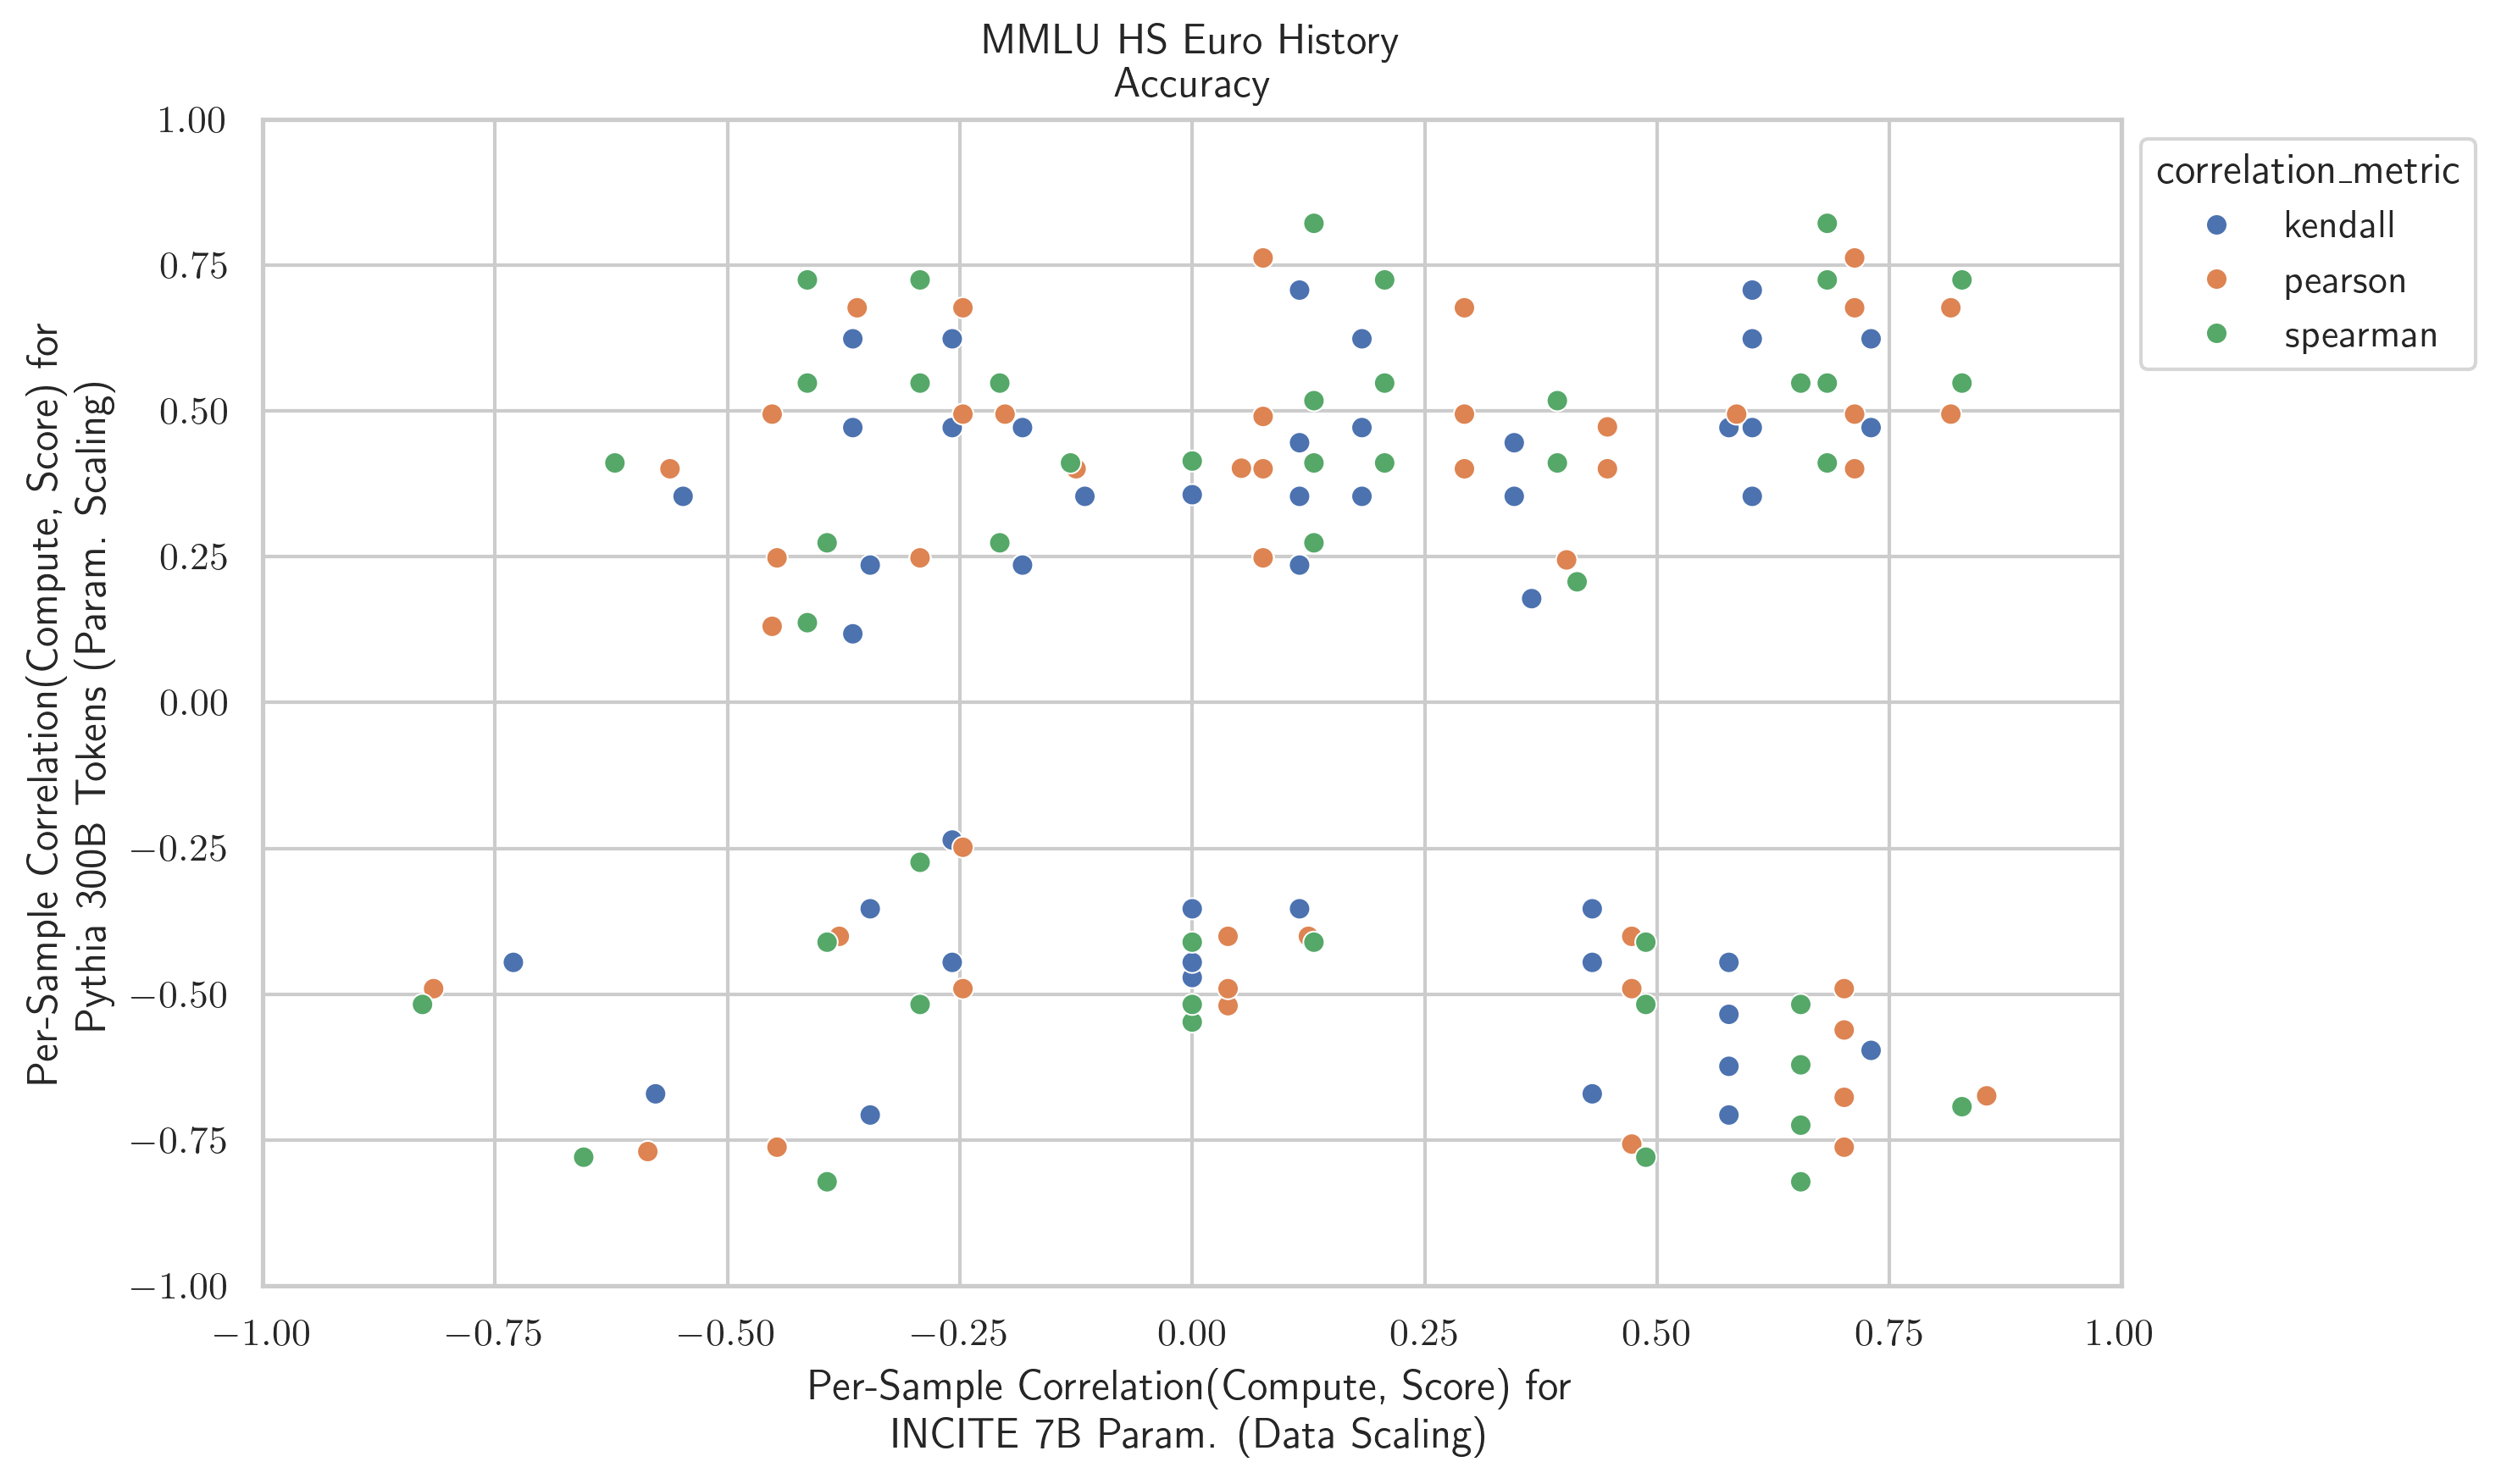 MMLU HS Euro History
Accuracy
Per-Sample Correlation(Compute, Score) for
Pythia 300B Tokens (Param. Scaling)
1.00
0.75
0.50
0.25
0.00
−0.25
−0.50
−0.75
−1.00
−1.00
−0.75
−0.50
−0.25
0.00
0.25
0.50
0.75
1.00
Per-Sample Correlation(Compute, Score) for
INCITE 7B Param. (Data Scaling)
correlation_metric
kendall
pearson
spearman